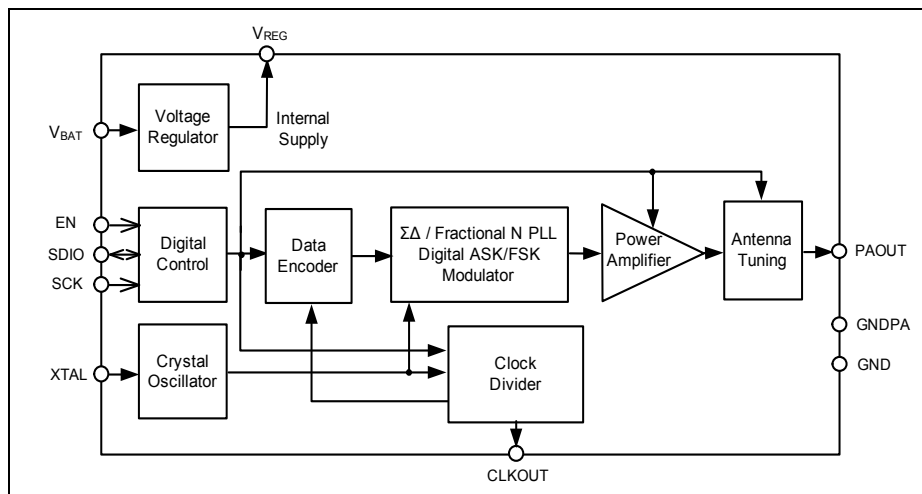 VREG
Voltage
Regulator
Internal
Supply
VBAT
EN
SDIO
SCK
Digital
Control
Data
Encoder
ΣΔ / Fractional N PLL
Digital ASK/FSK
Modulator
Power
Amplifier
Antenna
Tuning
PAOUT
GNDPA
GND
XTAL
Crystal
Oscillator
Clock
Divider
CLKOUT